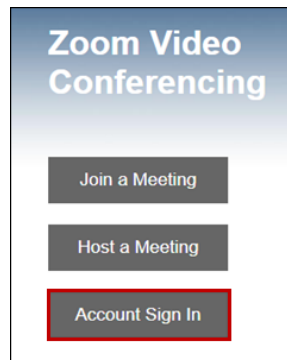 Zoom Video
Conferencing
Join a Meeting
Host a Meeting
Account Sign In